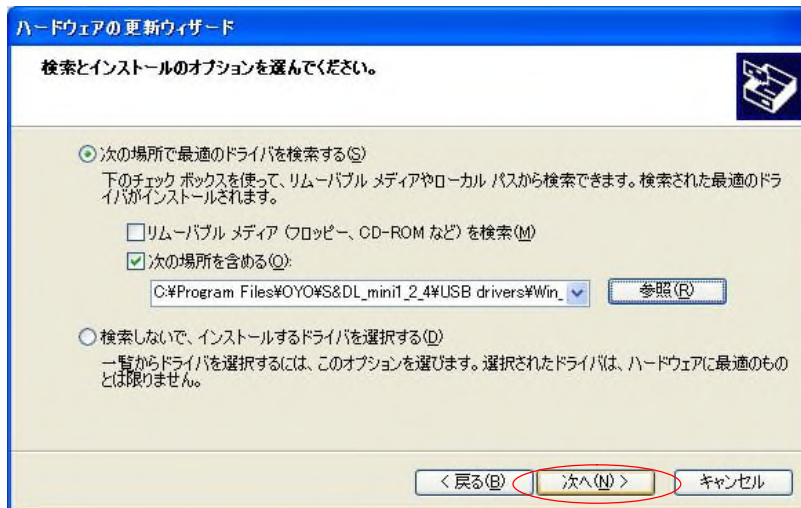 ハードウェアの更新ウィザード
検索とインストールのオプションを選んでください。
次の場所で最適のドライバを検索する(S)
下のチェック ボックスを使って、リムーバブル メディアやローカル パスから検索できます。検索された最適のドラ
イバがインストールされます。
リムーバブル メディア (フロッピー、CD-ROM など) を検索(M)
次の場所を含める(O):
C:¥Program Files¥OYO¥S&DL_mini1_2_4¥USB drivers¥Win_
参照(R)
検索しないで、インストールするドライバを選択する(D)
一覧からドライバを選択するには、このオプションを選びます。選択されたドライバは、ハードウェアに最適のもの
とは限りません。
< 戻る(B) 次へ(N) > キャンセル